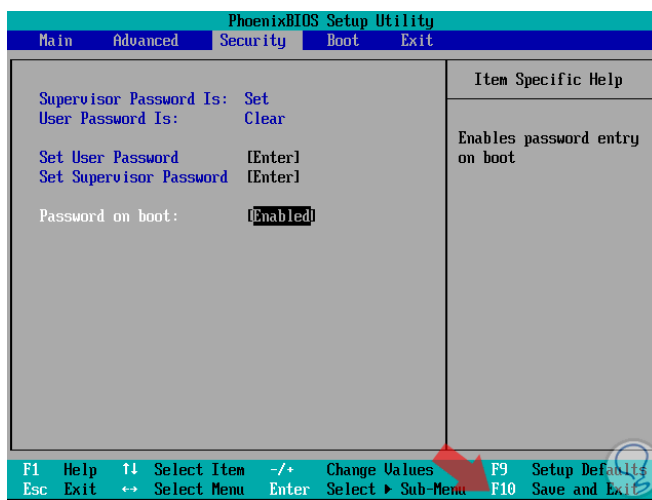 PhoenixBIOS Setup Utility
Main Advanced Security Boot Exit
Item Specific Help
Supervisor Password Is: Set
User Password Is: Clear
Enables password entry
on boot
Set User Password [Enter]
Set Supervisor Password [Enter]
Password on boot: [Enabled]
F1 Help ↑↓ Select Item -/+ Change Values F9 Setup Defaults
Esc Exit ↔ Select Menu Enter Select ▶ Sub-Menu F10 Save and Exit